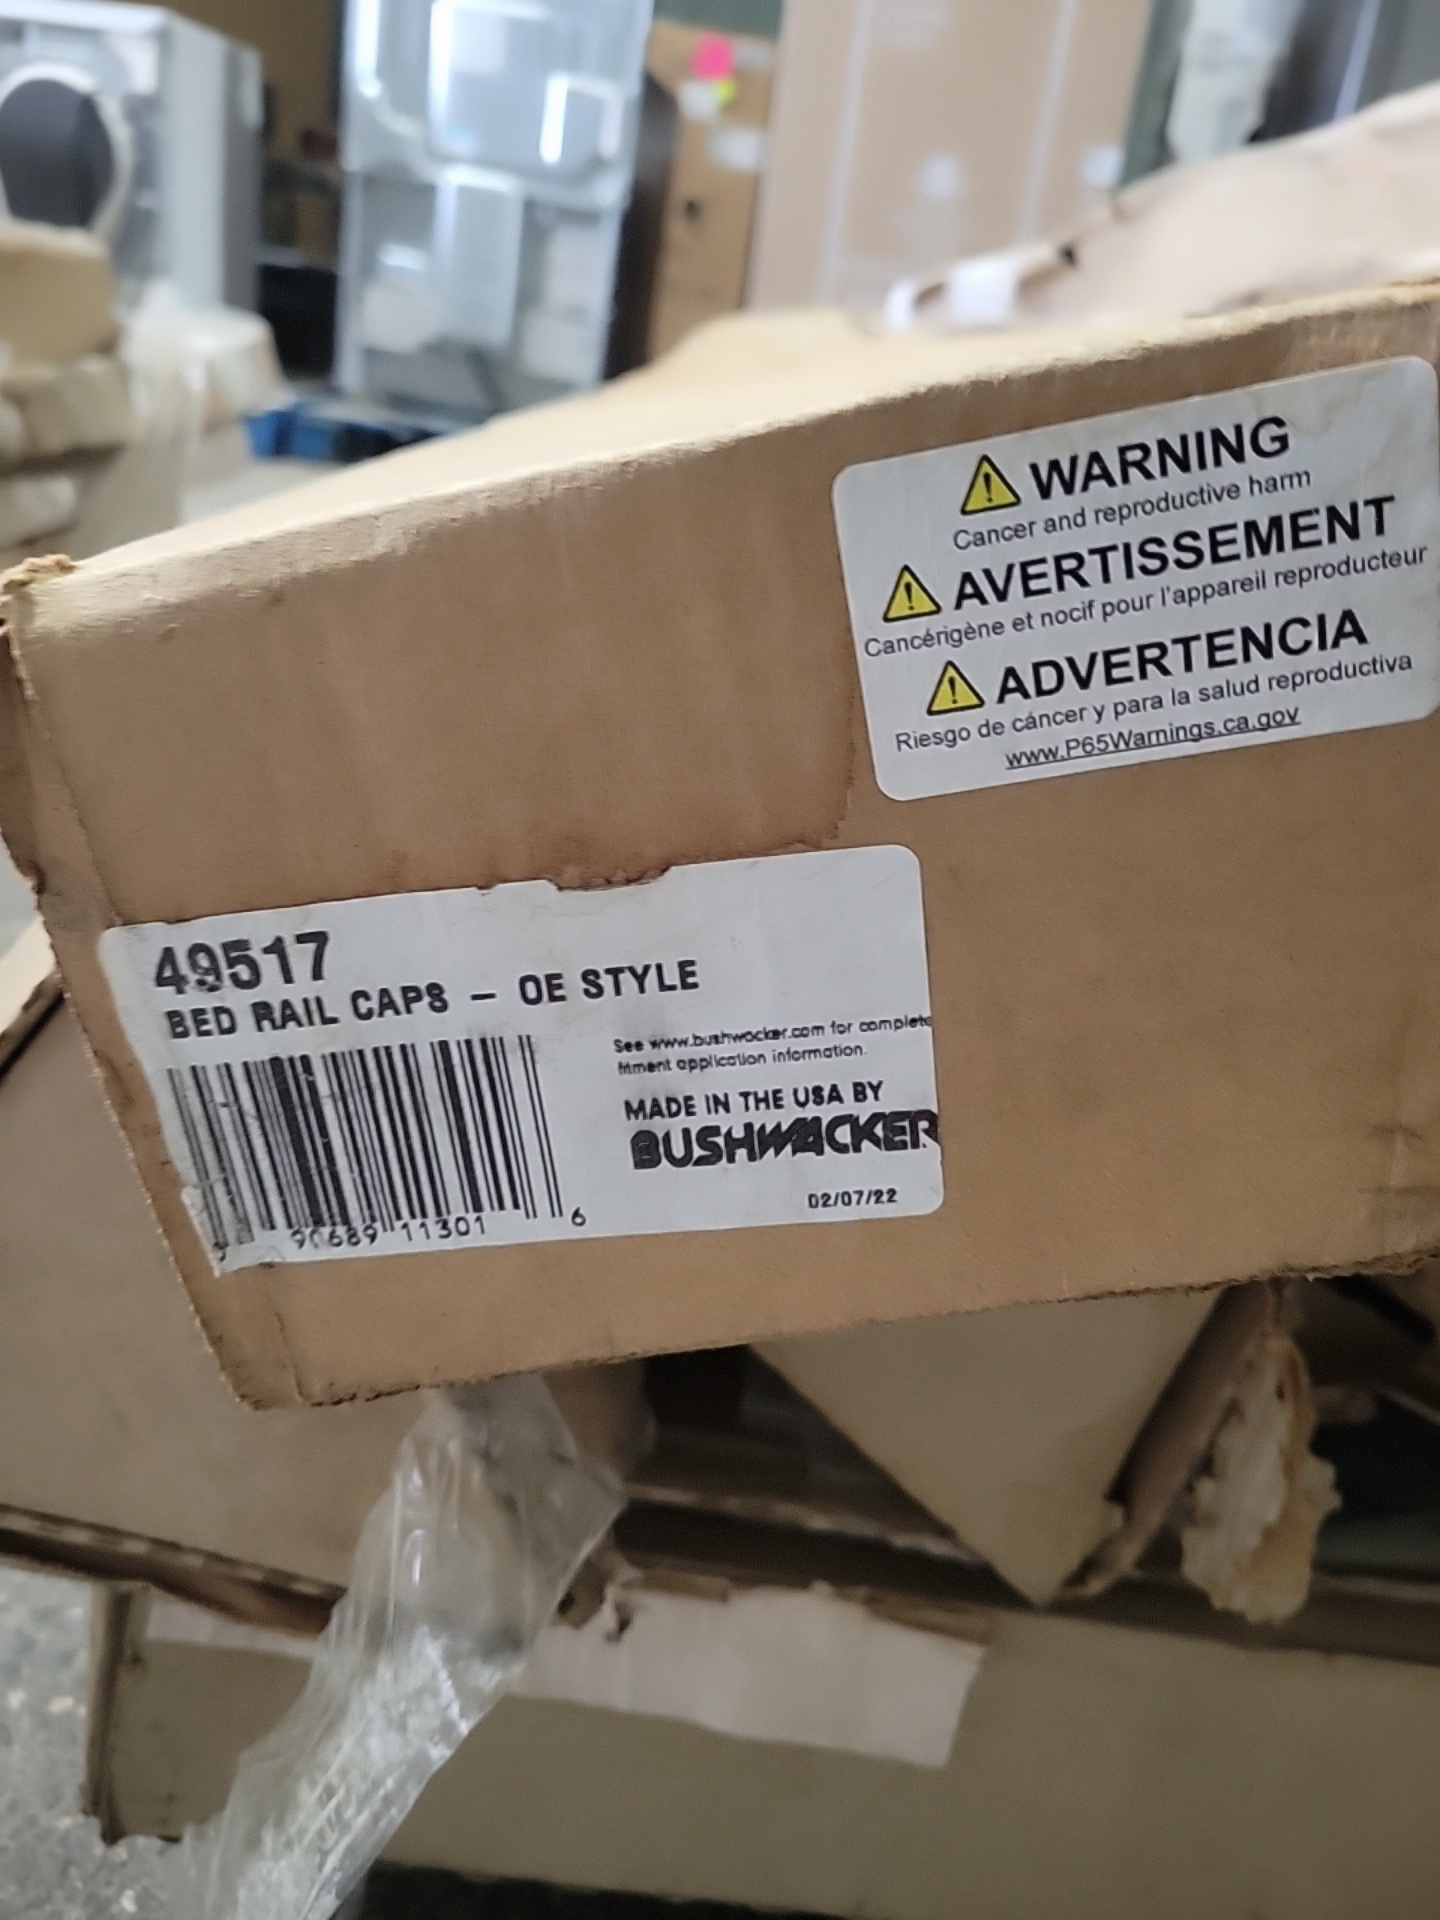 WARNING
Cancer and reproductive harm
AVERTISSEMENT
Cancérigène et nocif pour l'appareil reproducteur
ADVERTENCIA
Riesgo de cáncer y para la salud reproductiva
www.P65Warnings.ca.gov
49517
BED RAIL CAPS – OE STYLE
See www.bushwacker.com for complete
fitment application information.
MADE IN THE USA BY
BUSHWACKER
02/07/22
90689 11301 6